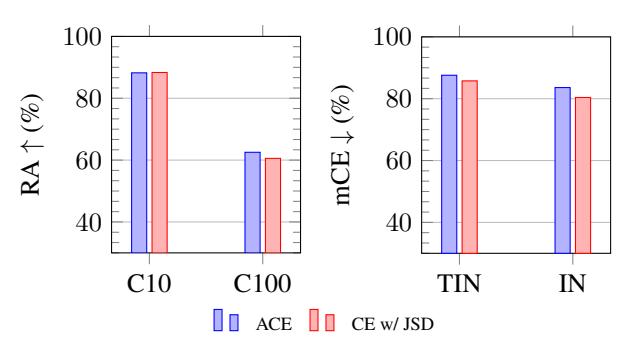 RA ↑ (%)
100
80
60
40
C10 C100
mCE ↓ (%)
100
80
60
40
TIN IN
ACE CE w/ JSD